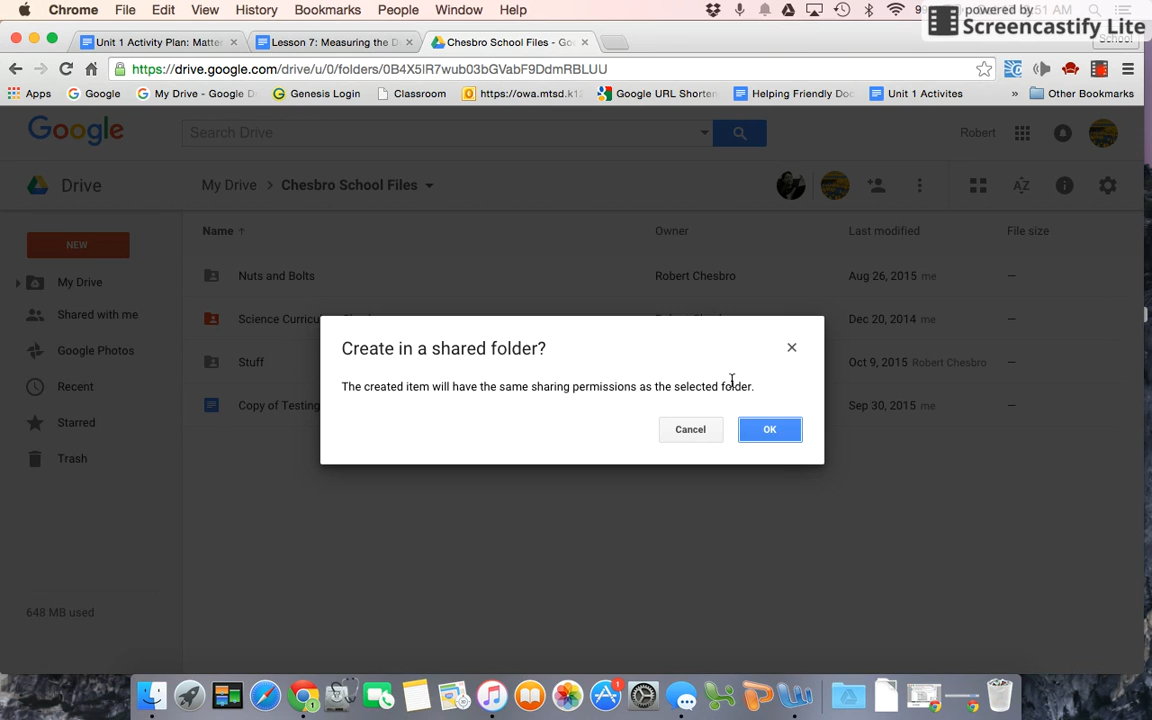 Chrome File Edit View History Bookmarks People Window Help
powered by
Screencastify Lite
Unit 1 Activity Plan: Matter
Lesson 7: Measuring the D
Chesbro School Files - Go
School
https://drive.google.com/drive/u/0/folders/0B4X5lR7wub03bGVabF9DdmRBLUU
Apps Google My Drive - Google D Genesis Login Classroom https://owa.mtsd.k12 Google URL Shorten Helping Friendly Doc Unit 1 Activites » Other Bookmarks
Google Search Drive Robert
Drive My Drive > Chesbro School Files
Name ↑ Owner Last modified File size
NEW
My Drive
Shared with me
Google Photos
Recent
Starred
Trash
648 MB used
Nuts and Bolts Robert Chesbro Aug 26, 2015 me —
Science Curricu Dec 20, 2014 me —
Stuff Oct 9, 2015 Robert Chesbro —
Copy of Testing Sep 30, 2015 me —
Create in a shared folder?
The created item will have the same sharing permissions as the selected folder.
Cancel OK